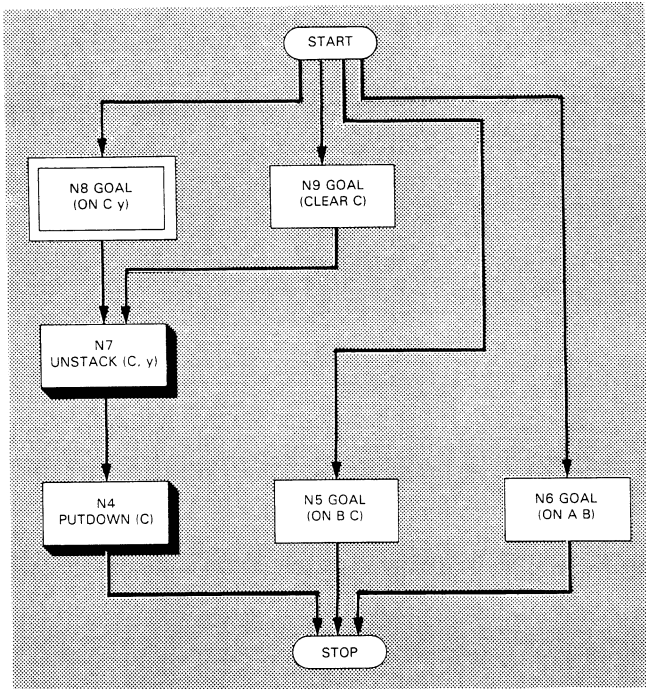 START
N8 GOAL
(ON C y)
N9 GOAL
(CLEAR C)
N7
UNSTACK (C, y)
N4
PUTDOWN (C)
N5 GOAL
(ON B C)
N6 GOAL
(ON A B)
STOP